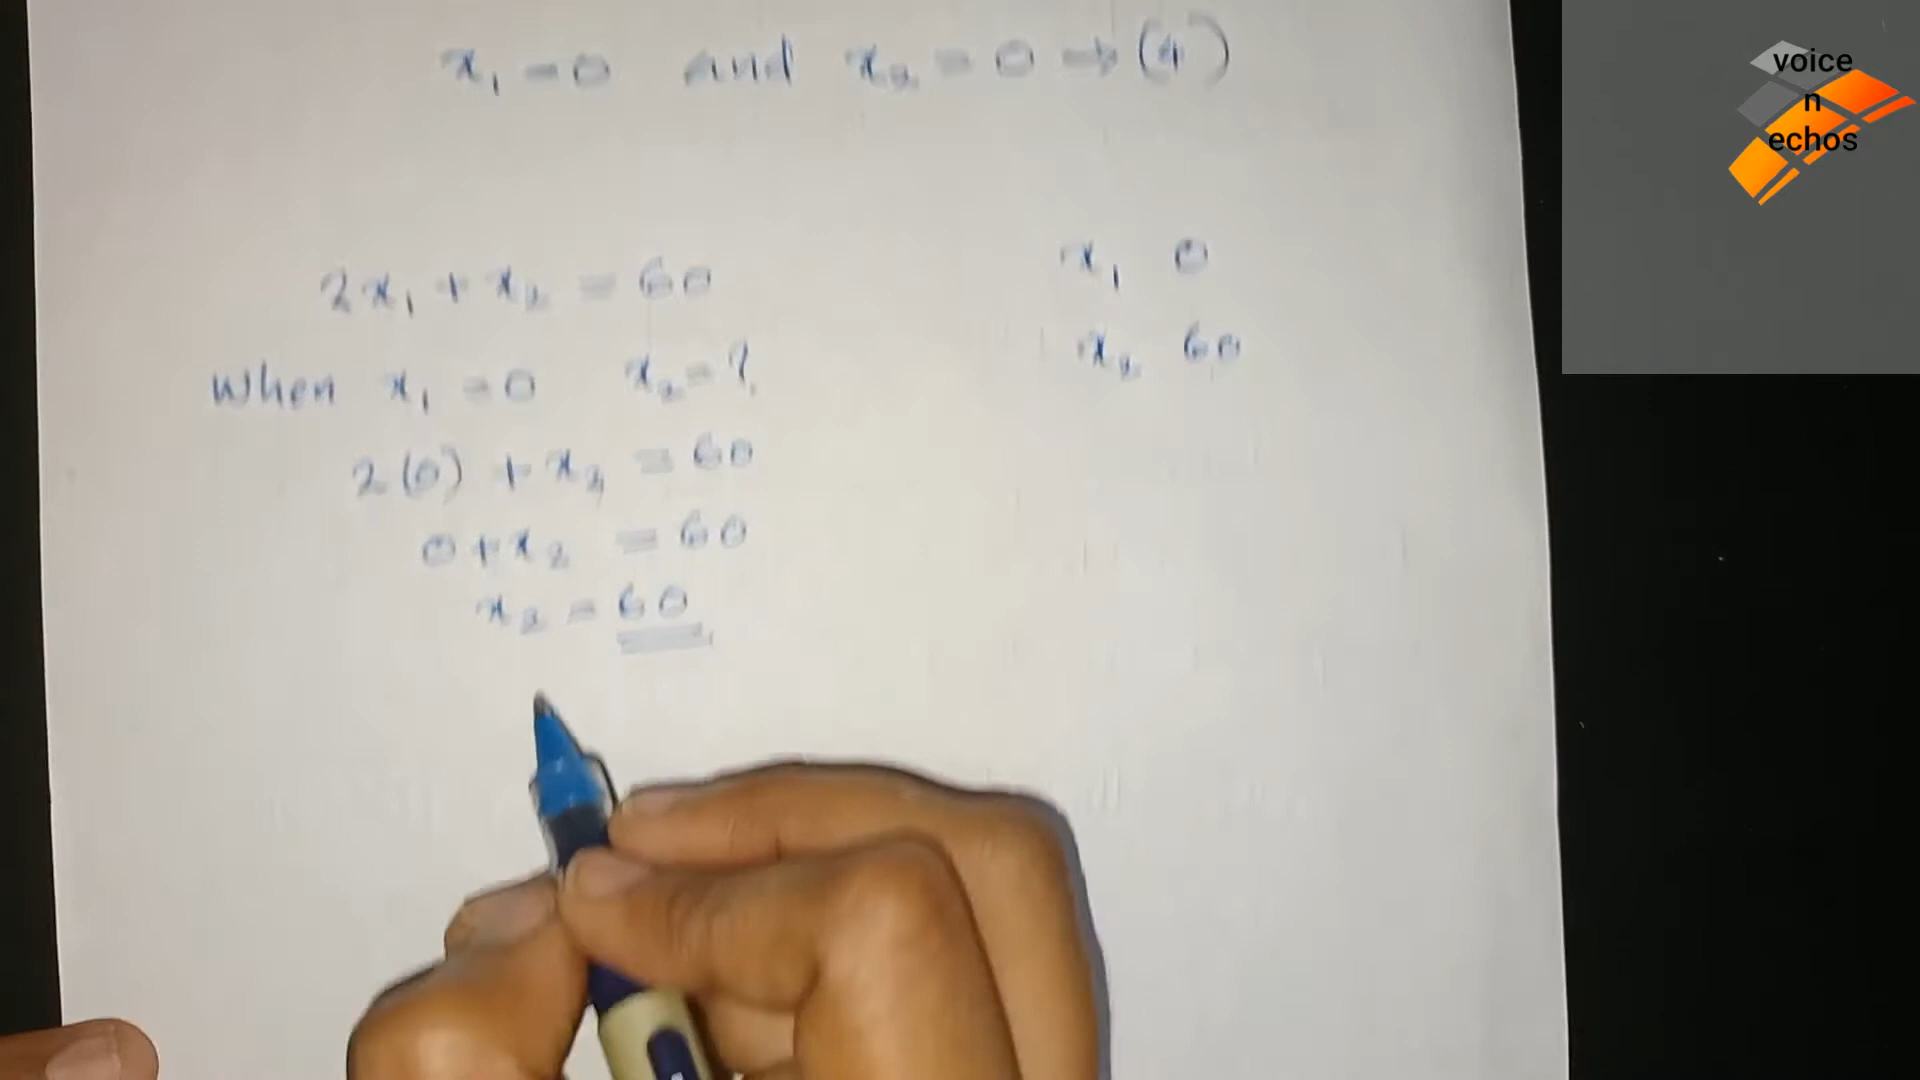 x₁ = 0 and x₂ = 0 → (4)
2x₁ + x₂ = 60
When x₁ = 0 x₂ = ?
2(0) + x₂ = 60
0 + x₂ = 60
x₂ = 60
x₁ 0
x₂ 60
voice
n
echos